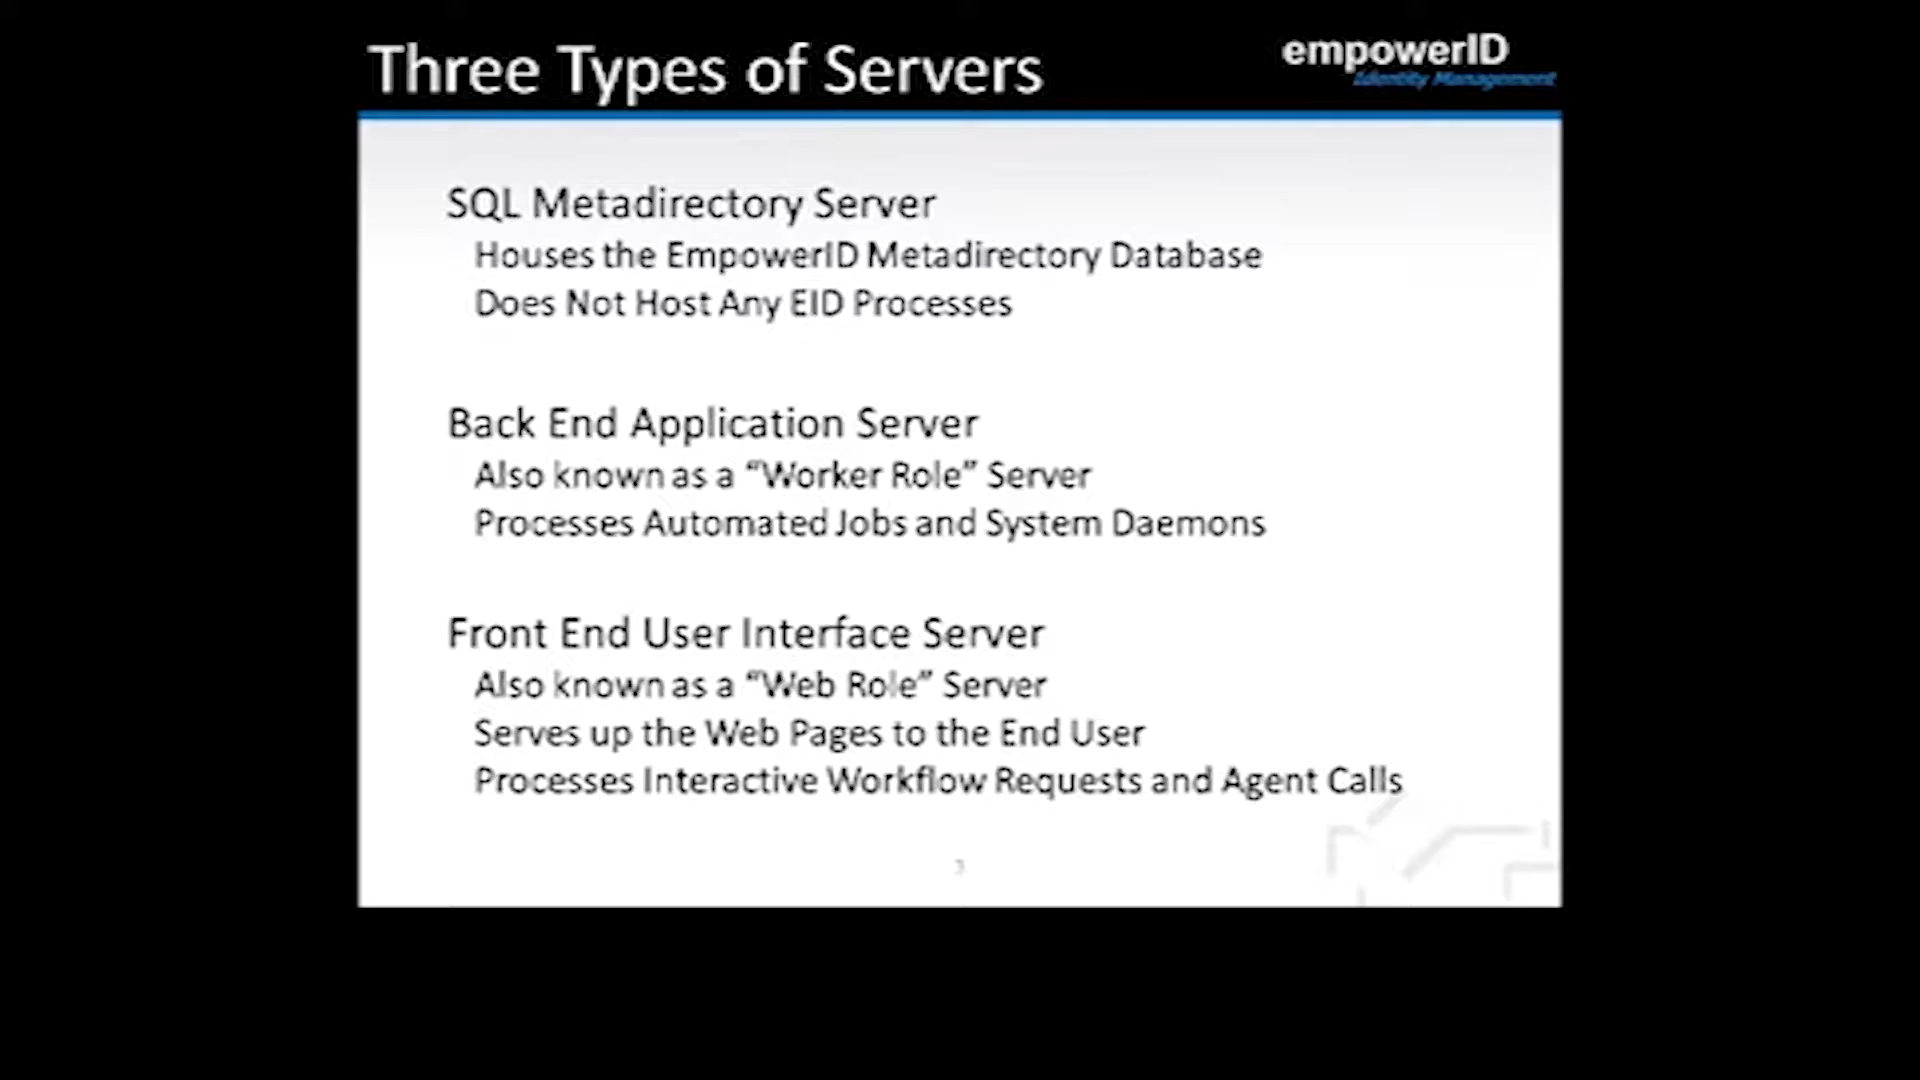 Three Types of Servers
empowerID
Identity Management
SQL Metadirectory Server
Houses the EmpowerID Metadirectory Database
Does Not Host Any EID Processes
Back End Application Server
Also known as a “Worker Role” Server
Processes Automated Jobs and System Daemons
Front End User Interface Server
Also known as a “Web Role” Server
Serves up the Web Pages to the End User
Processes Interactive Workflow Requests and Agent Calls
3